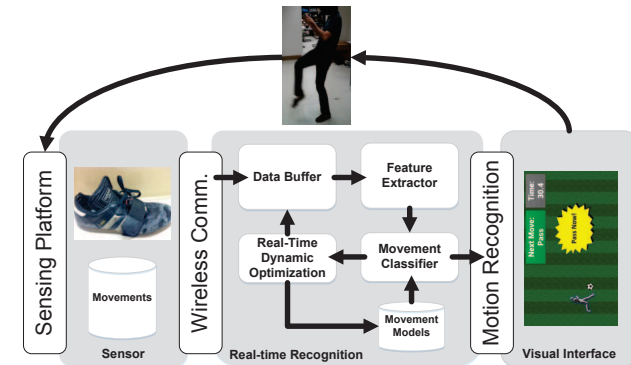 Sensing Platform
Movements
Sensor
Wireless Comm.
Data Buffer
Feature
Extractor
Real-Time
Dynamic
Optimization
Movement
Classifier
Movement
Models
Real-time Recognition
Motion Recognition
Next Move:
Pass
Time:
30.4
Pass Now!
Visual Interface